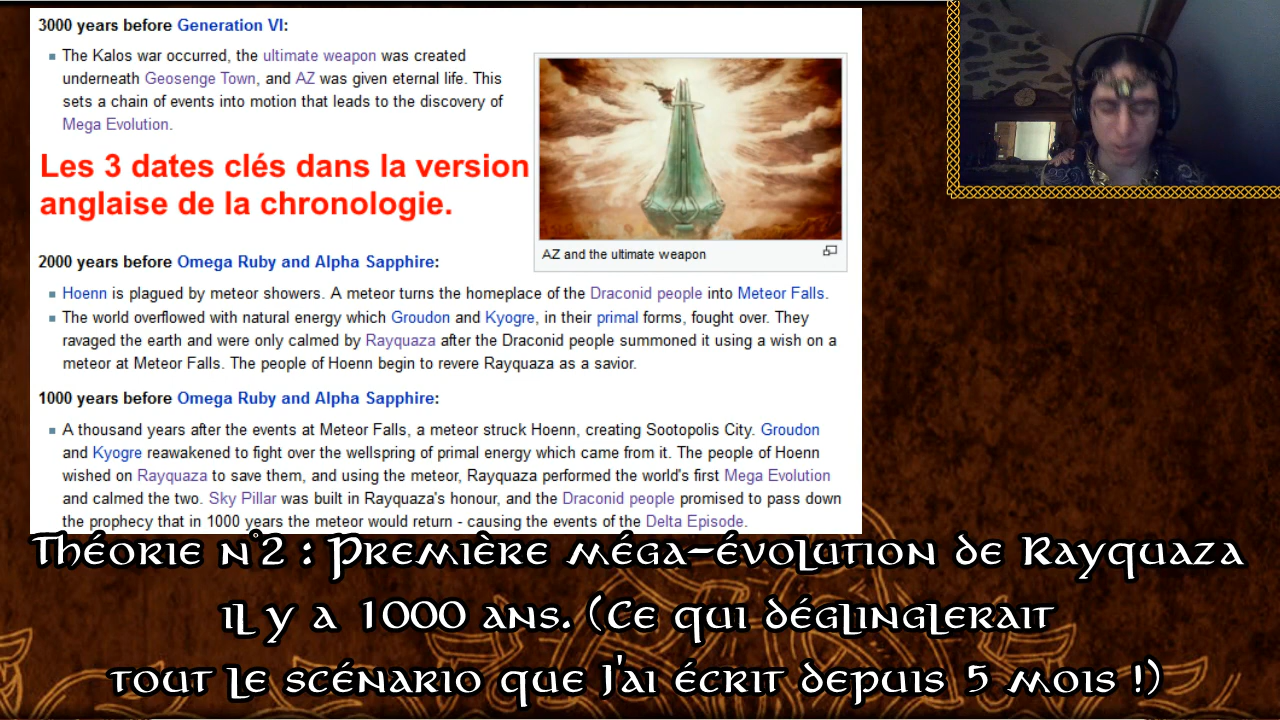 3000 years before Generation VI:
The Kalos war occurred, the ultimate weapon was created
underneath Geosenge Town, and AZ was given eternal life. This
sets a chain of events into motion that leads to the discovery of
Mega Evolution.
Les 3 dates clés dans la version
anglaise de la chronologie.
AZ and the ultimate weapon
2000 years before Omega Ruby and Alpha Sapphire:
Hoenn is plagued by meteor showers. A meteor turns the homeplace of the Draconid people into Meteor Falls.
The world overflowed with natural energy which Groudon and Kyogre, in their primal forms, fought over. They
ravaged the earth and were only calmed by Rayquaza after the Draconid people summoned it using a wish on a
meteor at Meteor Falls. The people of Hoenn begin to revere Rayquaza as a savior.
1000 years before Omega Ruby and Alpha Sapphire:
A thousand years after the events at Meteor Falls, a meteor struck Hoenn, creating Sootopolis City. Groudon
and Kyogre reawakened to fight over the wellspring of primal energy which came from it. The people of Hoenn
wished on Rayquaza to save them, and using the meteor, Rayquaza performed the world's first Mega Evolution
and calmed the two. Sky Pillar was built in Rayquaza's honour, and the Draconid people promised to pass down
the prophecy that in 1000 years the meteor would return - causing the events of the Delta Episode.
Théorie n°2 : Première méga-évolution de Rayquaza
il y a 1000 ans. (Ce qui déglinglerait
tout le scénario que J'ai écrit depuis 5 mois !)